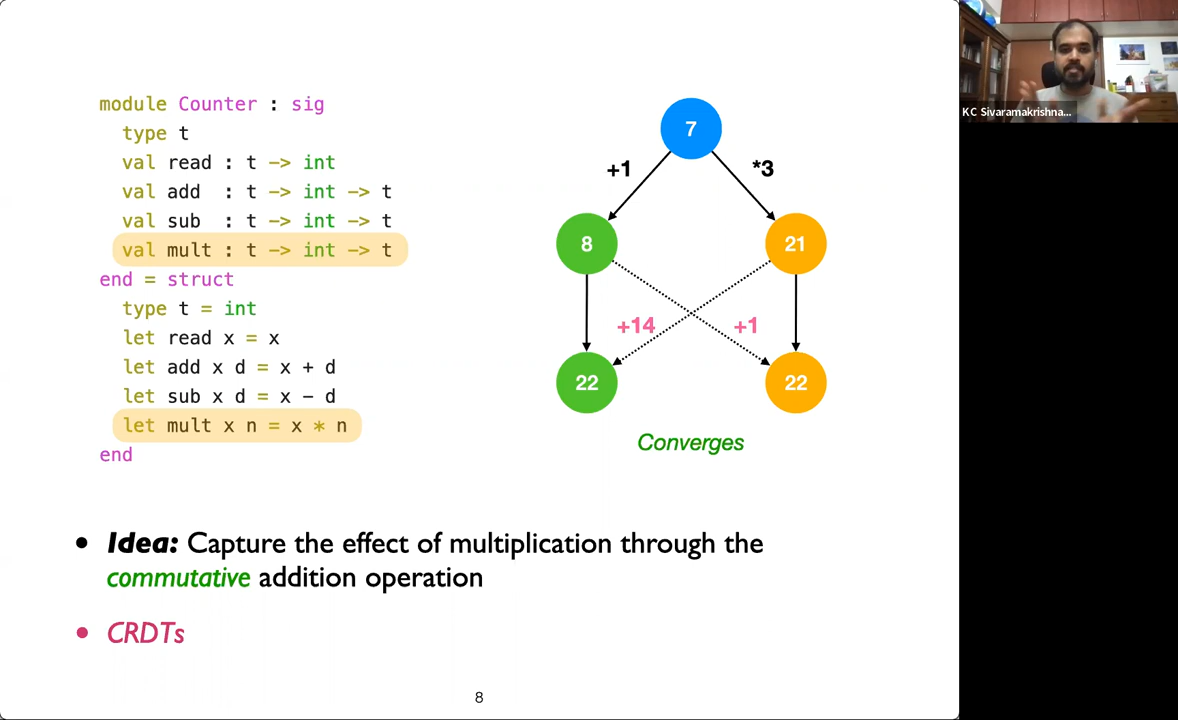 module Counter : sig
type t
val read : t -> int
val add : t -> int -> t
val sub : t -> int -> t
val mult : t -> int -> t
end = struct
type t = int
let read x = x
let add x d = x + d
let sub x d = x - d
let mult x n = x * n
end
7
+1
*3
8
21
+14
+1
22
22
Converges
• Idea: Capture the effect of multiplication through the
commutative addition operation
• CRDTs
8
KC Sivaramakrishna...